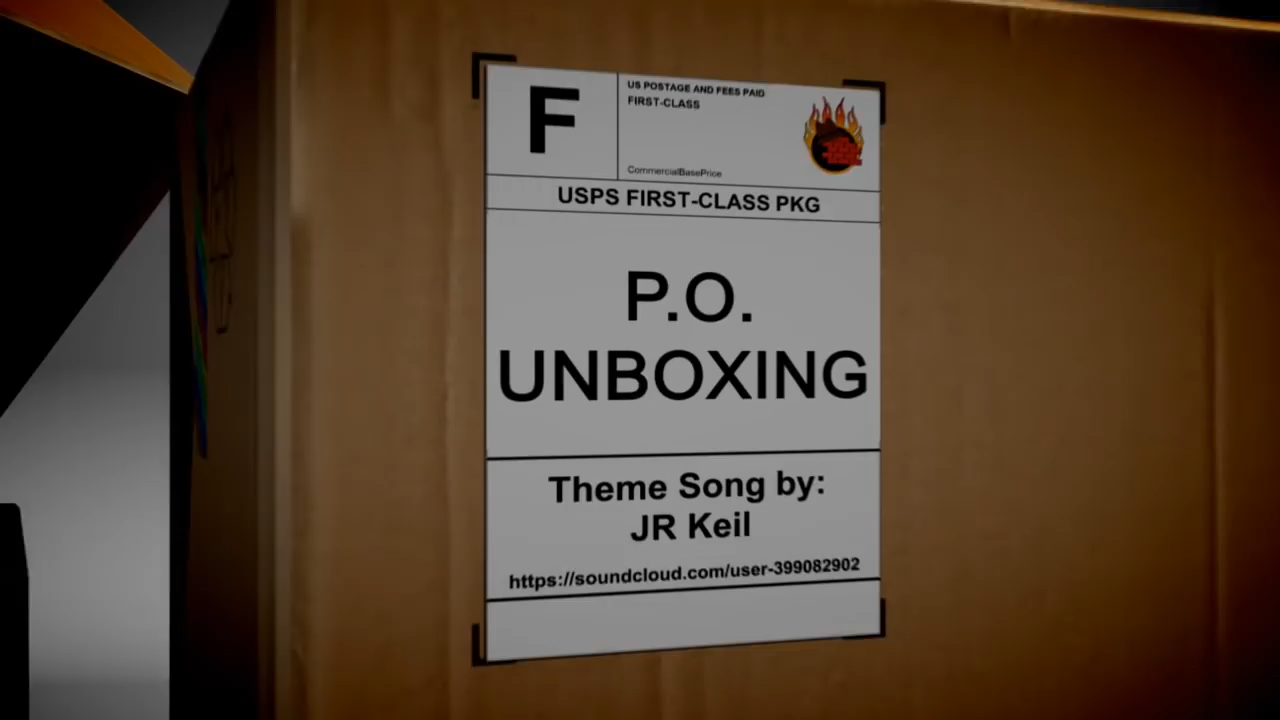 F
US POSTAGE AND FEES PAID
FIRST-CLASS
CommercialBasePrice
USPS FIRST-CLASS PKG
P.O.
UNBOXING
Theme Song by:
JR Keil
https://soundcloud.com/user-399082902